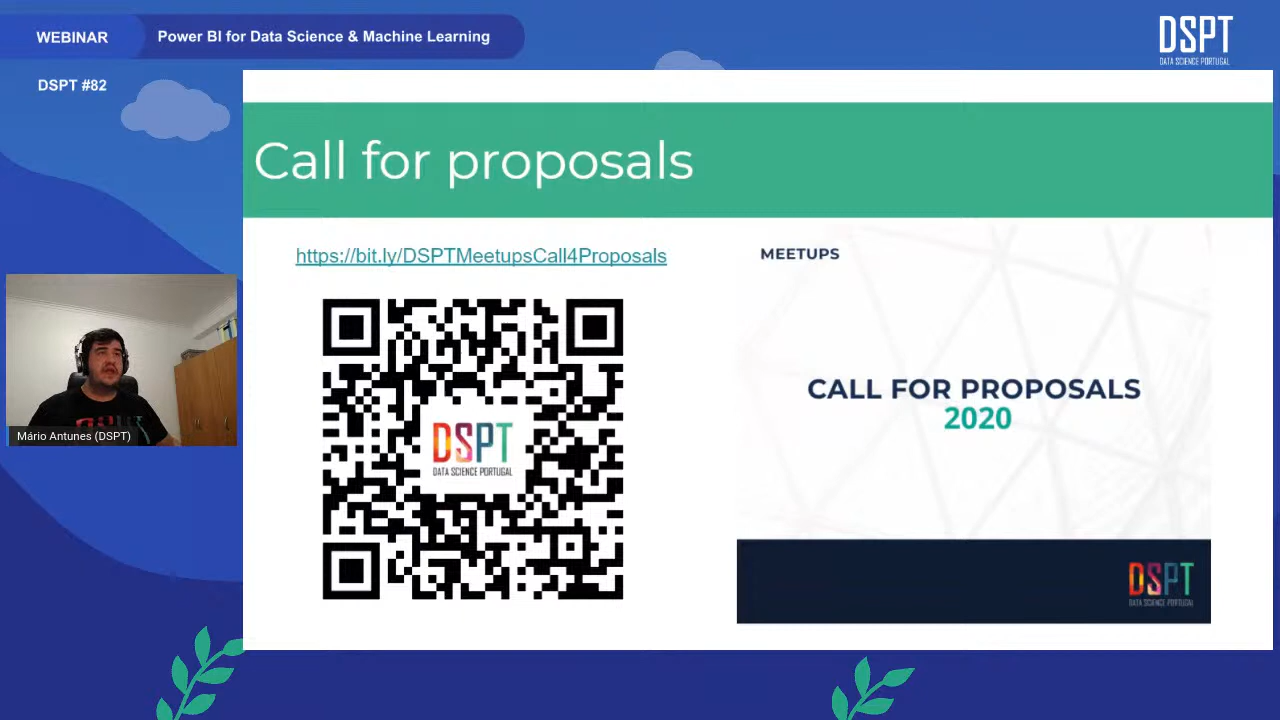 WEBINAR
Power BI for Data Science & Machine Learning
DSPT
DATA SCIENCE PORTUGAL
DSPT #82
Call for proposals
https://bit.ly/DSPTMeetupsCall4Proposals
MEETUPS
CALL FOR PROPOSALS
2020
DSPT
DATA SCIENCE PORTUGAL
Mário Antunes (DSPT)
DSPT
DATA SCIENCE PORTUGAL